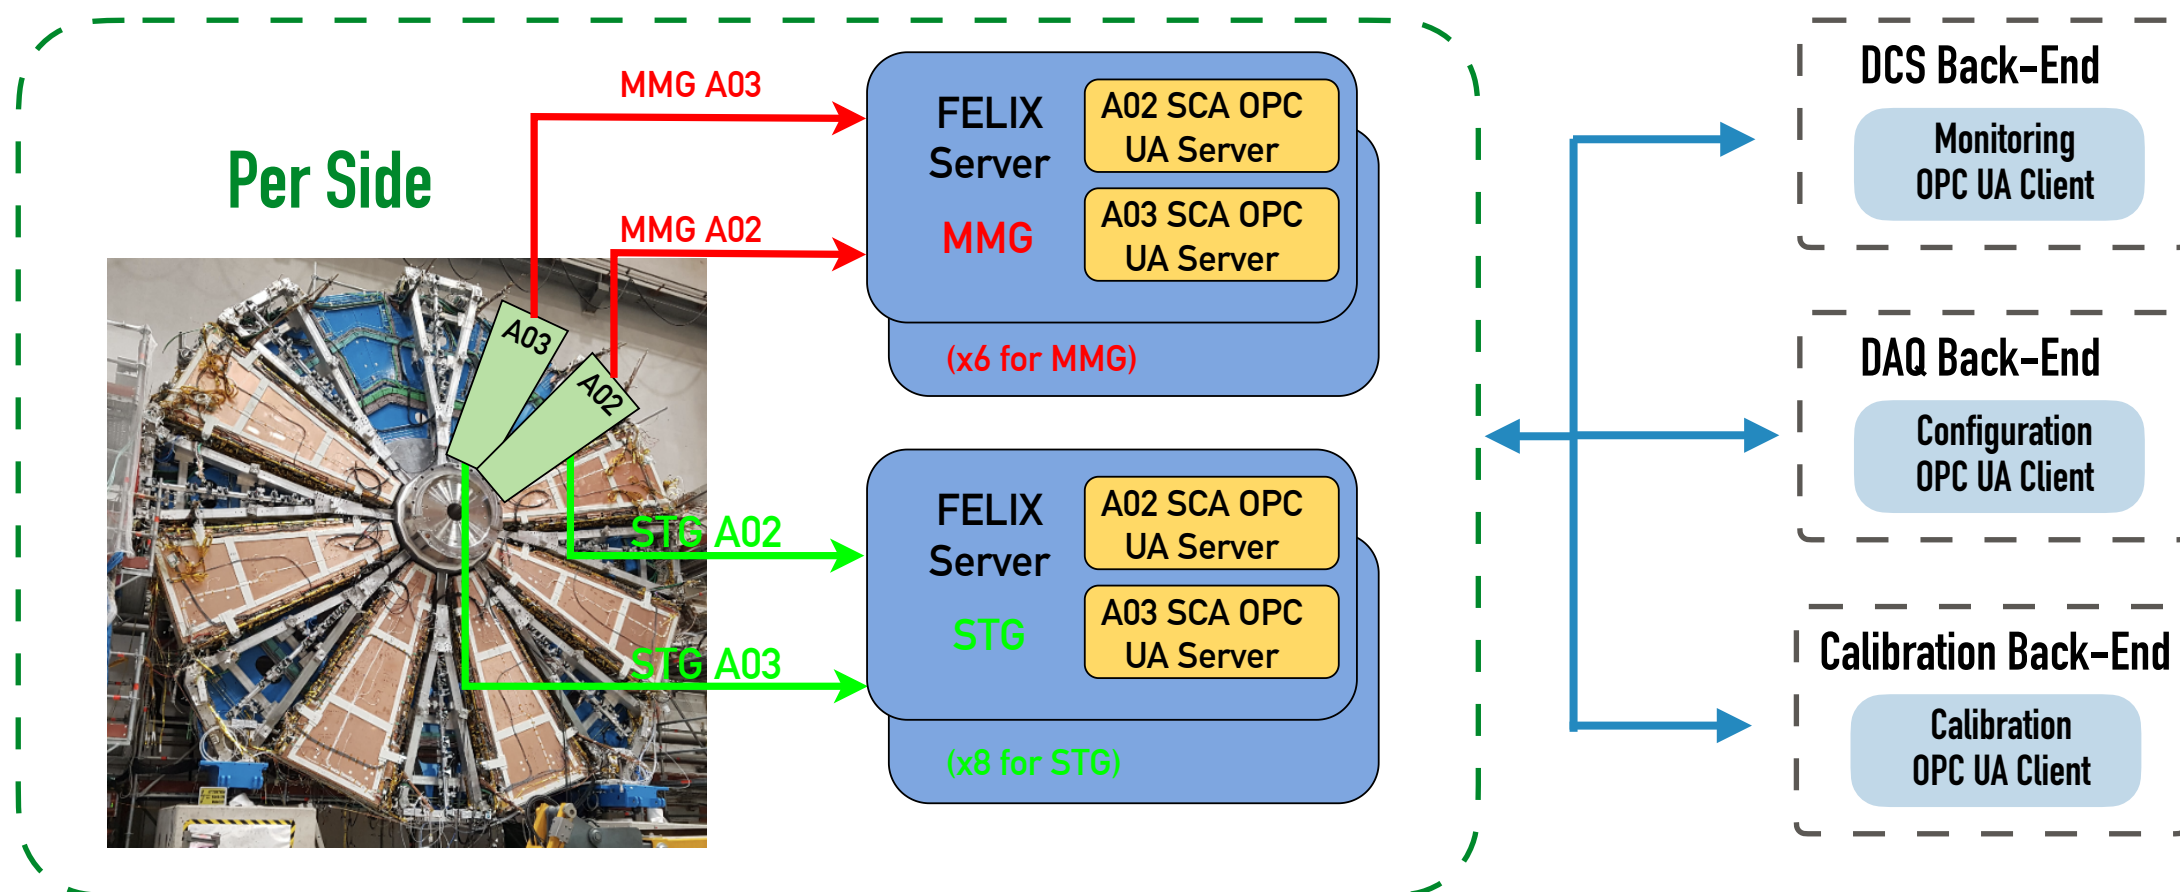 Per Side
MMG A03
MMG A02
A03
A02
STG A02
STG A03
FELIX
Server
MMG
A02 SCA OPC
UA Server
A03 SCA OPC
UA Server
(x6 for MMG)
FELIX
Server
STG
A02 SCA OPC
UA Server
A03 SCA OPC
UA Server
(x8 for STG)
DCS Back-End
Monitoring
OPC UA Client
DAQ Back-End
Configuration
OPC UA Client
Calibration Back-End
Calibration
OPC UA Client